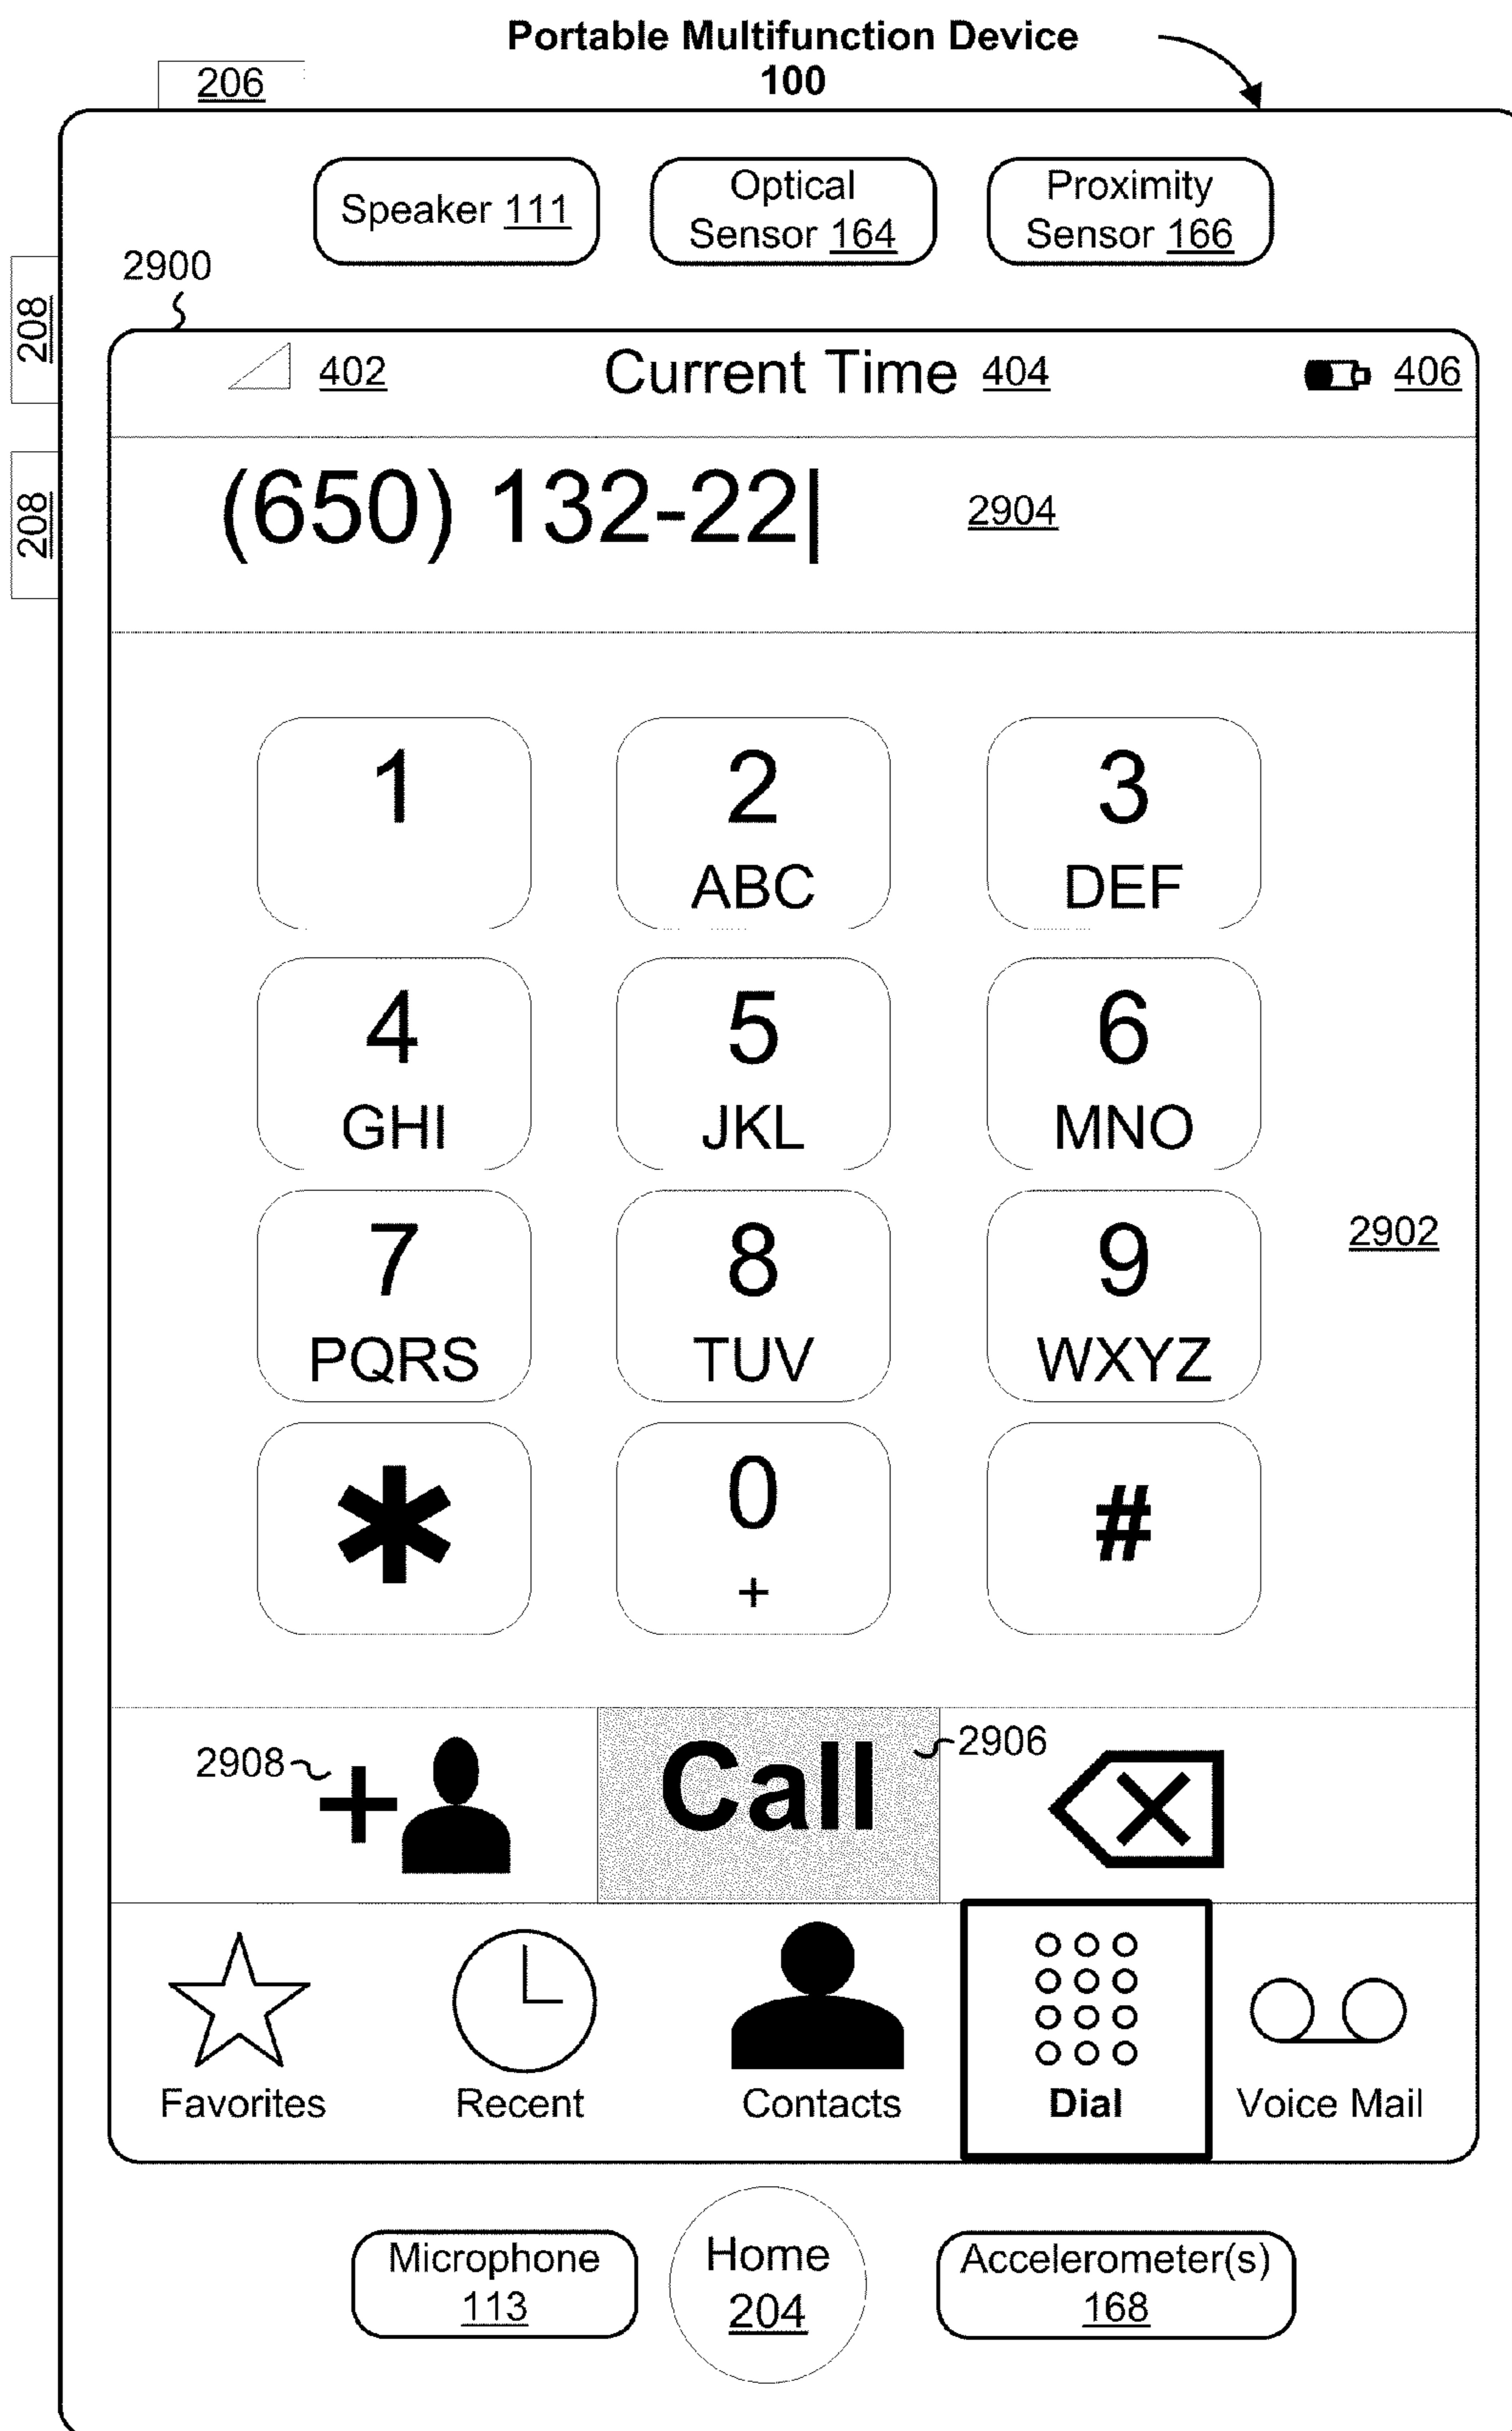 Portable Multifunction Device
100
206
Speaker 111
Optical
Sensor 164
Proximity
Sensor 166
2900
208
402
Current Time 404
406
(650) 132-22|
2904
208
1
2
ABC
3
DEF
4
GHI
5
JKL
6
MNO
7
PQRS
8
TUV
9
WXYZ
2902
*
0
+
#
2908
+
Call
2906
Favorites
Recent
Contacts
Dial
Voice Mail
Microphone
113
Home
204
Accelerometer(s)
168